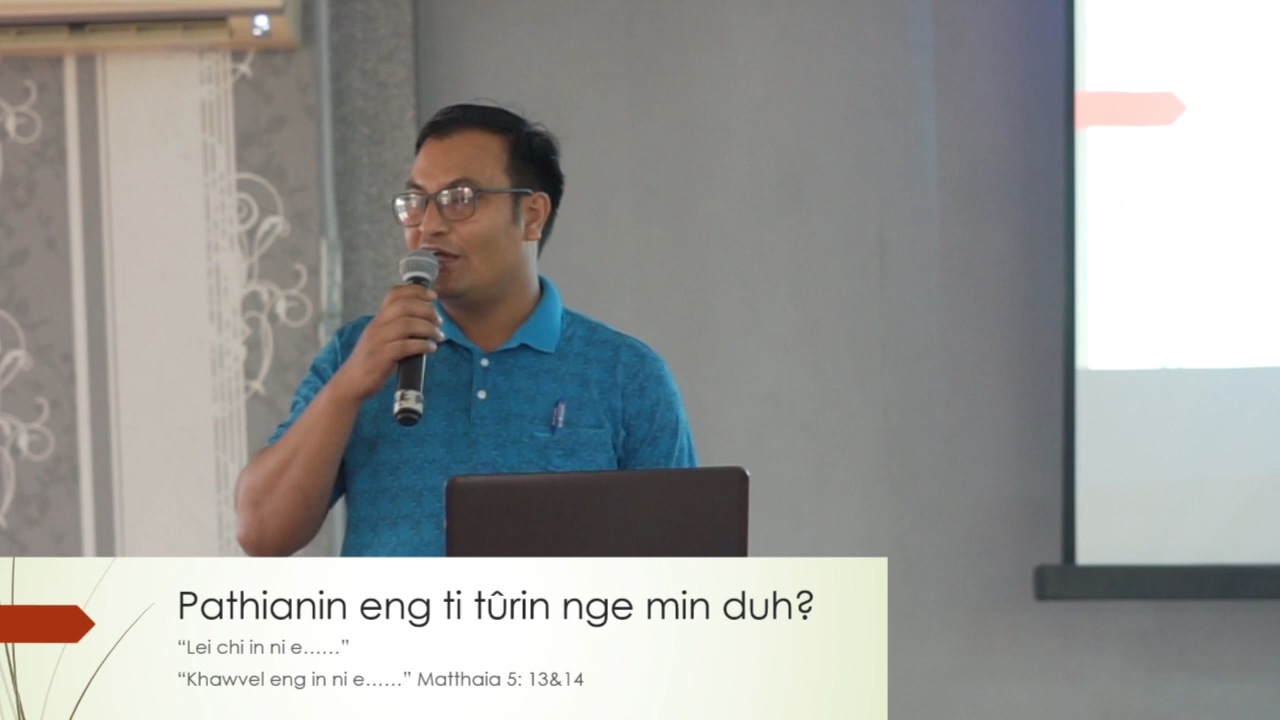 Pathianin eng ti tûrin nge min duh?
“Lei chi in ni e......”
“Khawvel eng in ni e......” Matthaia 5: 13&14